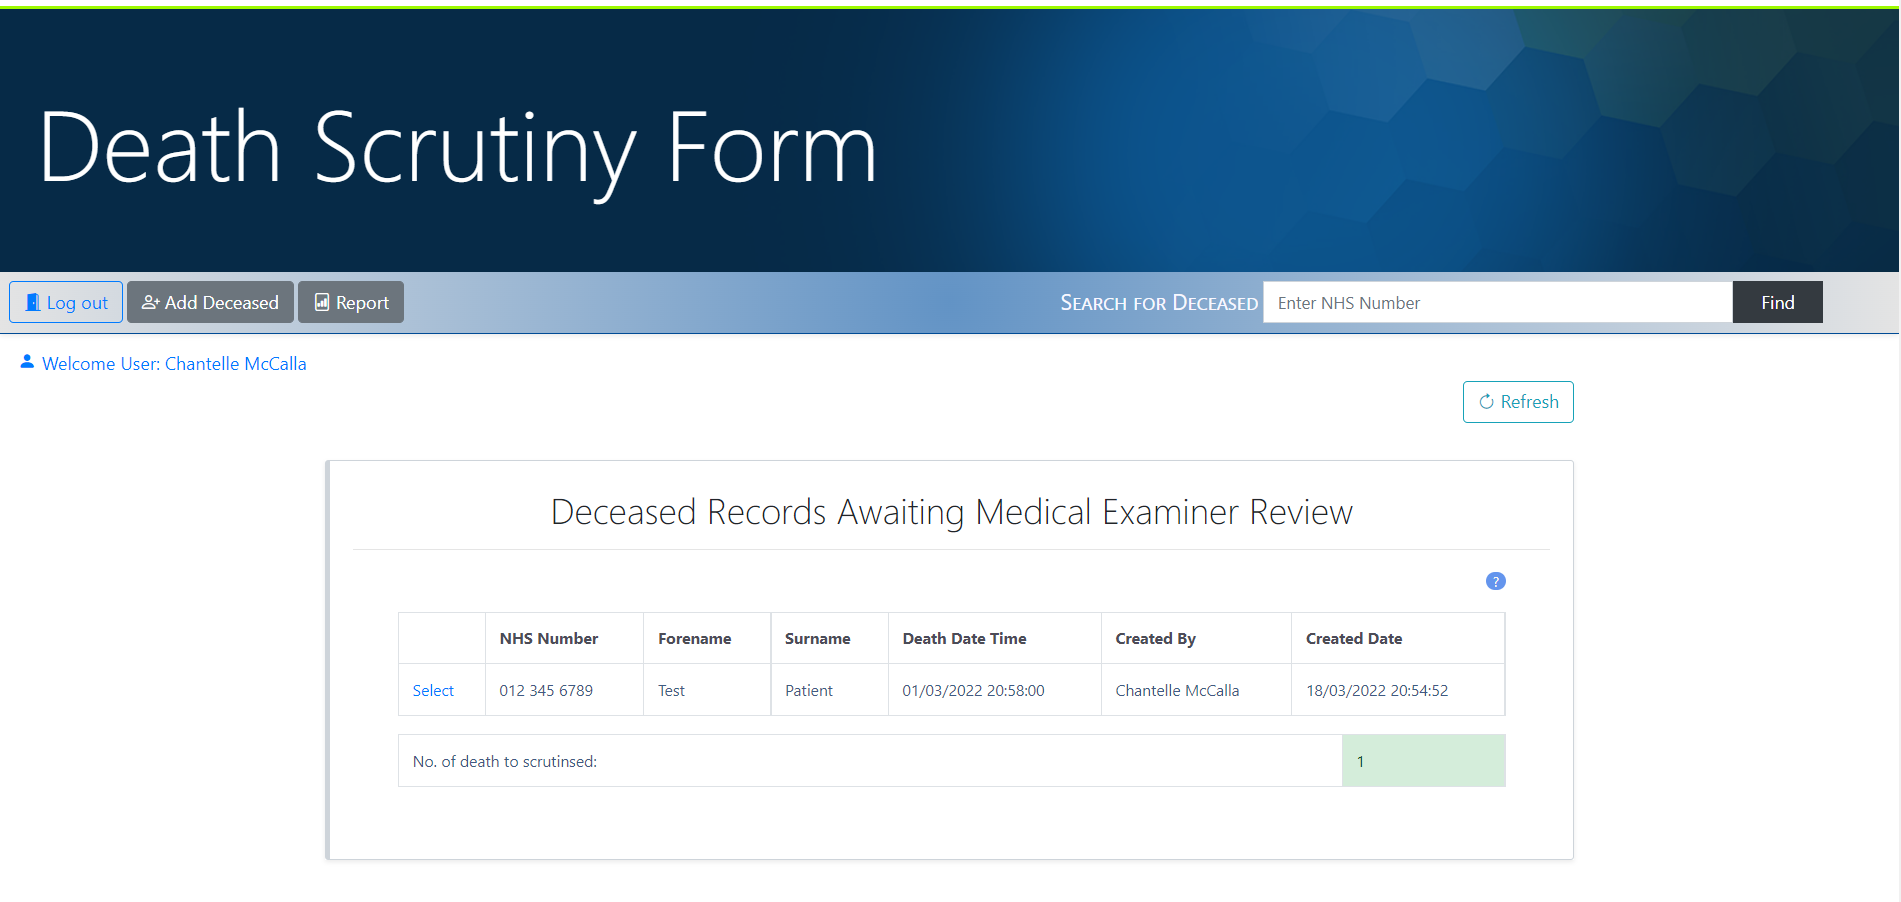 Death Scrutiny Form
Log out Add Deceased Report SEARCH FOR DECEASED Enter NHS Number Find
Welcome User: Chantelle McCalla
Refresh
Deceased Records Awaiting Medical Examiner Review
?
NHS Number Forename Surname Death Date Time Created By Created Date
Select 012 345 6789 Test Patient 01/03/2022 20:58:00 Chantelle McCalla 18/03/2022 20:54:52
No. of death to scrutinsed: 1